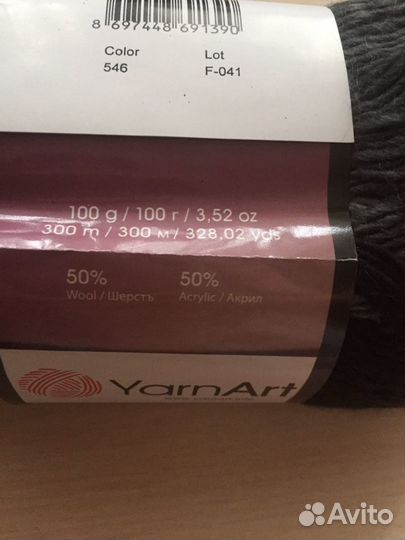 8 697448 691390
Color Lot
546 F-041
100 g / 100 г / 3,52 oz
300 m / 300 м / 328,02 Yds
50% 50%
Wool / Шерстъ Acrylic / Акрил
YarnArt
Avito